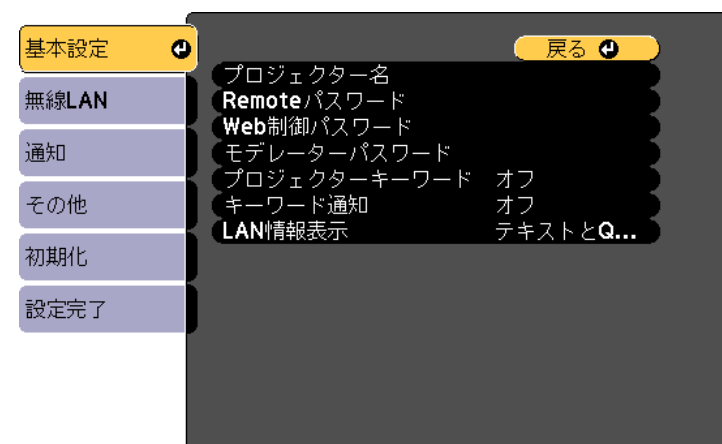 基本設定
無線LAN
通知
その他
初期化
設定完了
戻る
プロジェクター名
Remoteパスワード
Web制御パスワード
モデレーターパスワード
プロジェクターキーワード オフ
キーワード通知 オフ
LAN情報表示 テキストとQ...